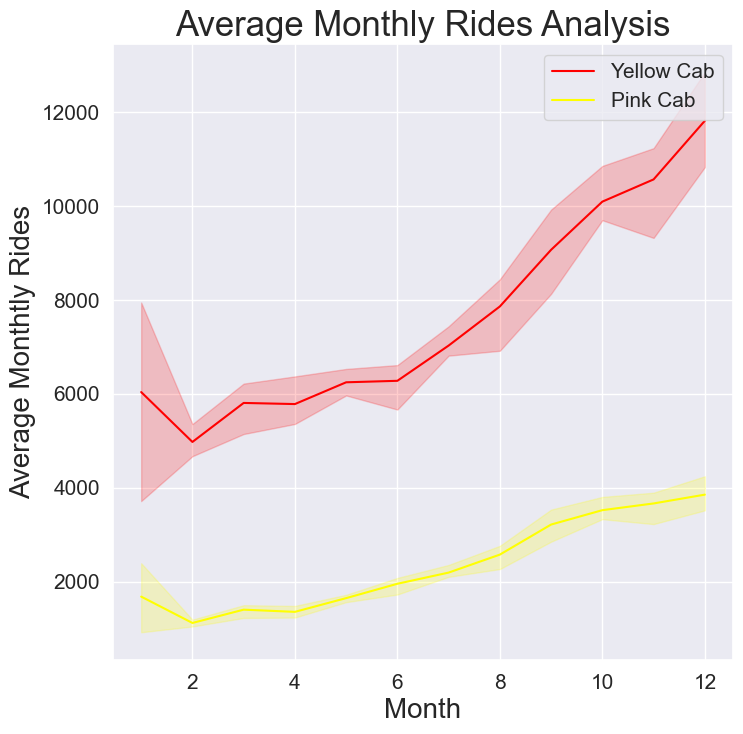 Average Monthly Rides Analysis
Yellow Cab
Pink Cab
Average Monthtly Rides
12000
10000
8000
6000
4000
2000
2 4 6 8 10 12
Month